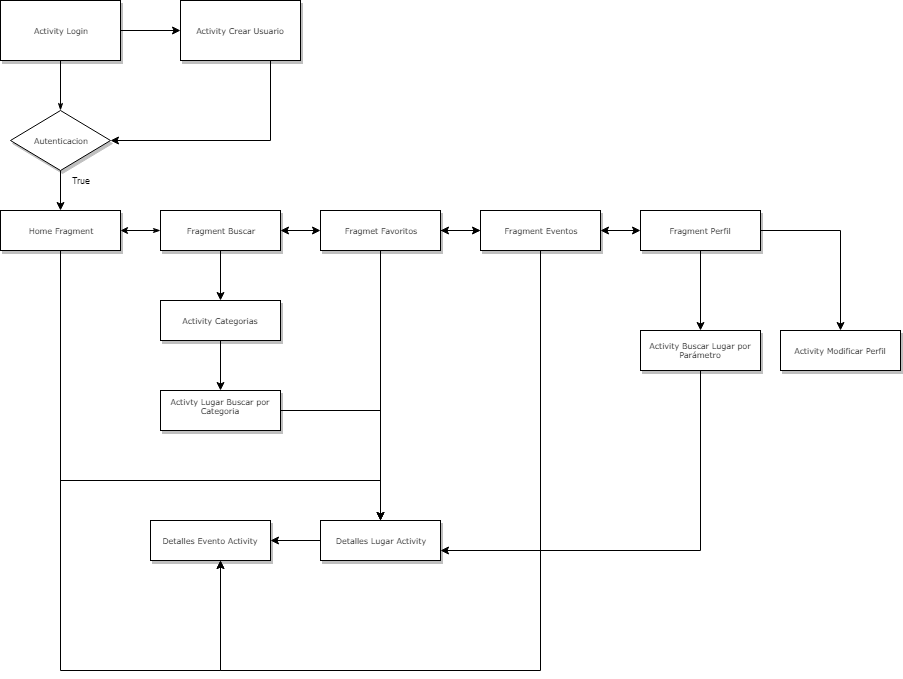 Activity Login
Activity Crear Usuario
Autenticacion
True
Home Fragment
Fragment Buscar
Fragmet Favoritos
Fragment Eventos
Fragment Perfil
Activity Categorias
Activity Buscar Lugar por
Parámetro
Activity Modificar Perfil
Activty Lugar Buscar por
Categoria
Detalles Evento Activity
Detalles Lugar Activity